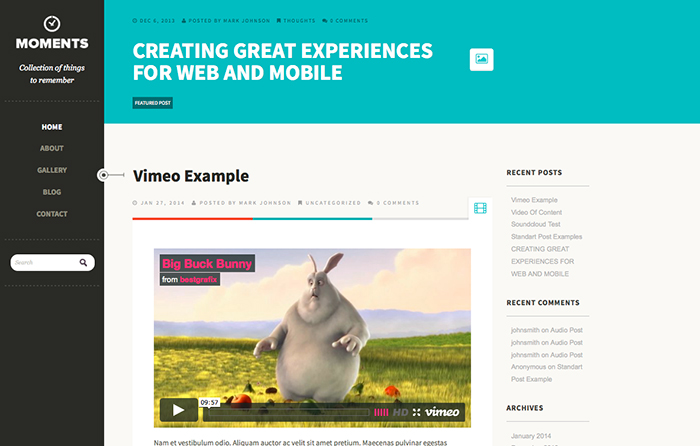 MOMENTS
Collection of things
to remember
HOME
ABOUT
GALLERY
BLOG
CONTACT
Search
DEC 6, 2013 POSTED BY MARK JOHNSON THOUGHTS 0 COMMENTS
CREATING GREAT EXPERIENCES
FOR WEB AND MOBILE
FEATURED POST
Vimeo Example
JAN 27, 2014 POSTED BY MARK JOHNSON UNCATEGORIZED 0 COMMENTS
Big Buck Bunny
from beatgrafix
09:57
HD
vimeo
Nam et vestibulum odio. Aliquam auctor ac velit sit amet pretium. Maecenas pulvinar egestas
RECENT POSTS
Vimeo Example
Video Of Content
Sounddoud Test
Standart Post Examples
CREATING GREAT
EXPERIENCES FOR
WEB AND MOBILE
RECENT COMMENTS
johnsmith on Audio Post
johnsmith on Audio Post
johnsmith on Audio Post
Anonymous on Standart
Post Example
ARCHIVES
January 2014